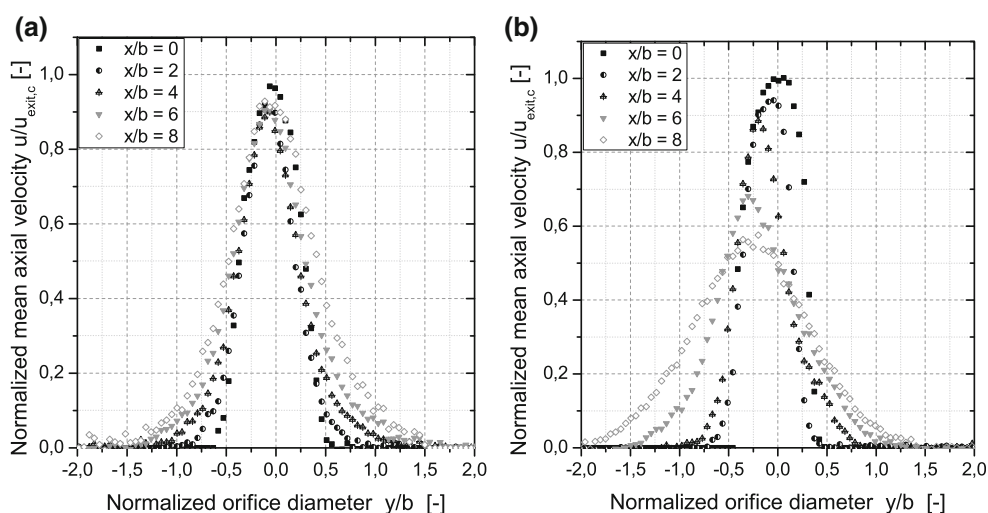 (a)
x/b = 0
x/b = 2
x/b = 4
x/b = 6
x/b = 8
Normalized mean axial velocity u/u_exit,c [-]
1,0
0,8
0,6
0,4
0,2
0,0
-2,0 -1,5 -1,0 -0,5 0,0 0,5 1,0 1,5 2,0
Normalized orifice diameter y/b [-]
(b)
x/b = 0
x/b = 2
x/b = 4
x/b = 6
x/b = 8
Normalized mean axial velocity u/u_exit,c [-]
1,0
0,8
0,6
0,4
0,2
0,0
-2,0 -1,5 -1,0 -0,5 0,0 0,5 1,0 1,5 2,0
Normalized orifice diameter y/b [-]